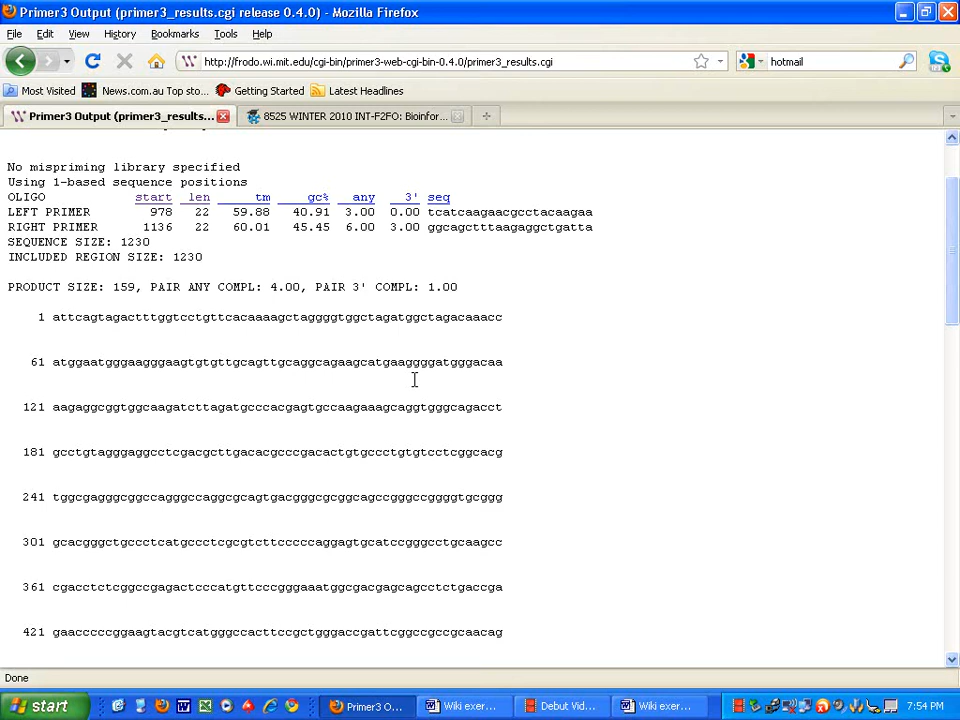 Primer3 Output (primer3_results.cgi release 0.4.0) - Mozilla Firefox
File Edit View History Bookmarks Tools Help
http://frodo.wi.mit.edu/cgi-bin/primer3-web-cgi-bin-0.4.0/primer3_results.cgi hotmail
Most Visited News.com.au Top sto... Getting Started Latest Headlines
Primer3 Output (primer3_results... 8525 WINTER 2010 INT-F2FO: Bioinfor...
No mispriming library specified
Using 1-based sequence positions
OLIGO start len tm gc% any 3' seq
LEFT PRIMER 978 22 59.88 40.91 3.00 0.00 tcatcaagaacgcctacaagaa
RIGHT PRIMER 1136 22 60.01 45.45 6.00 3.00 ggcagctttaagaggctgatta
SEQUENCE SIZE: 1230
INCLUDED REGION SIZE: 1230
PRODUCT SIZE: 159, PAIR ANY COMPL: 4.00, PAIR 3' COMPL: 1.00
1 attcagtagactttggtcctgttcacaaaagctaggggtggctagatggctagacaaacc
61 atggaatgggaagggaagtgtgttgcagttgcaggcagaagcatgaaggggatgggacaa
121 aagaggcggtggcaagatcttagatgcccacgagtgccaagaaagcaggtgggcagacct
181 gcctgtagggaggcctcgacgcttgacacgcccgacactgtgccctgtgtcctcggcacg
241 tggcgagggcggccagggccaggcgcagtgacgggcgcggcagccgggccggggtgcggg
301 gcacgggctgccctcatgccctcgcgtcttcccccaggagtgcatccgggcctgcaagcc
361 cgacctctcggccgagactcccatgttcccgggaaatggcgacgagcagcctctgaccga
421 gaacccccggaagtacgtcatgggccacttccgctgggaccgattcggccgccgcaacag
Done
start Primer3 O... Wiki exer... Debut Vid... Wiki exer... 7:54 PM